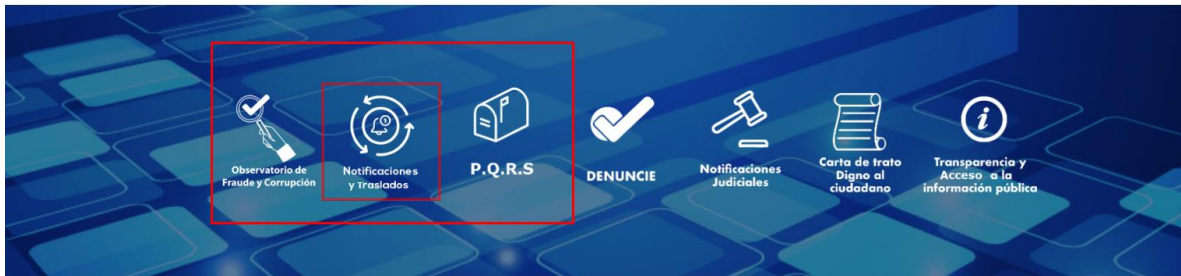 Observatorio de
Fraude y Corrupción
Notificaciones
y Traslados
P.Q.R.S
DENUNCIE
Notificaciones
Judiciales
Carta de trato
Digno al
ciudadano
Transparencia y
Acceso a la
información pública